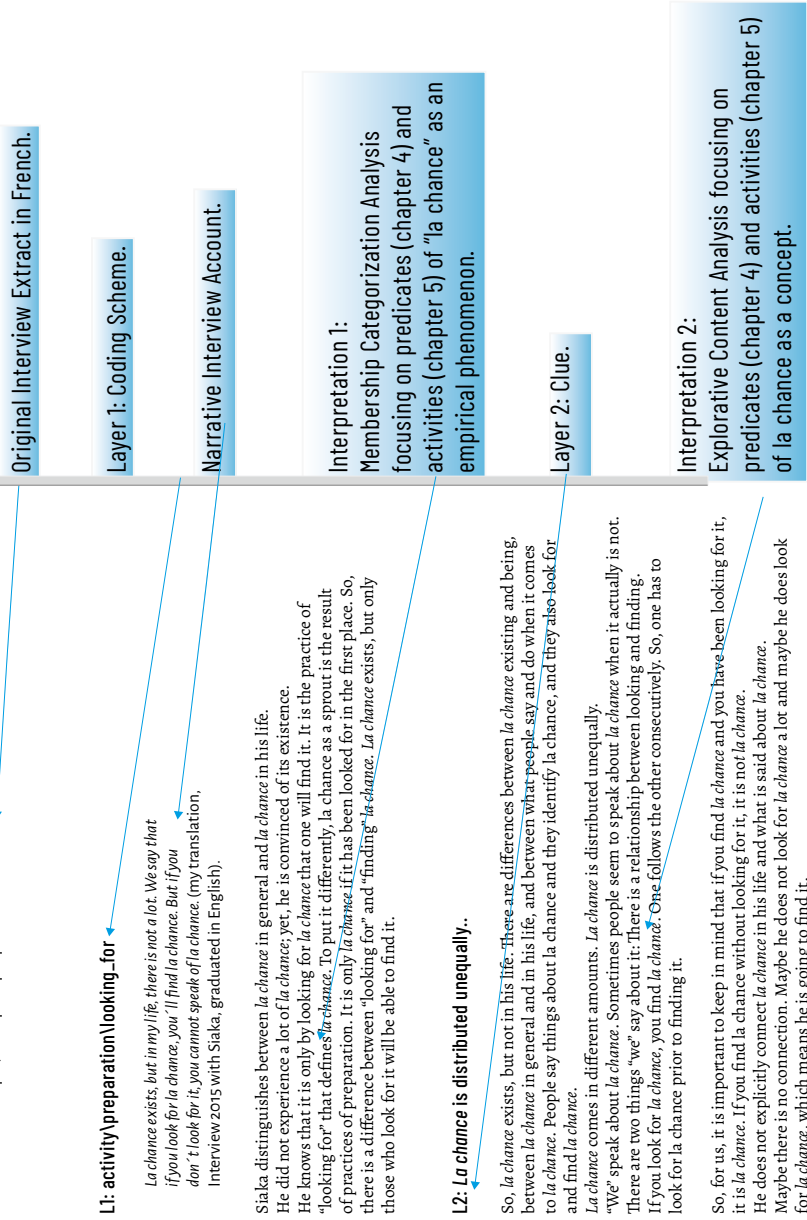 Original Interview Extract in French.
L1: activity\preparation\looking_for
Layer 1: Coding Scheme.
La chance exists, but in my life, there is not a lot. We say that
if you look for la chance, you´ll find la chance. But if you
don´t look for it, you cannot speak of la chance. (my translation,
Interview 2015 with Siaka, graduated in English).
Narrative Interview Account.
Siaka distinguishes between la chance in general and la chance in his life.
He did not experience a lot of la chance; yet, he is convinced of its existence.
He knows that it is only by looking for la chance that one will find it. It is the practice of
“looking for” that defines la chance. To put it differently, la chance as a sprout is the result
of practices of preparation. It is only la chance if it has been looked for in the first place. So,
there is a difference between “looking for” and “finding” la chance. La chance exists, but only
those who look for it will be able to find it.
Interpretation 1:
Membership Categorization Analysis
focusing on predicates (chapter 4) and
activities (chapter 5) of “la chance” as an
empirical phenomenon.
L2: La chance is distributed unequally..
Layer 2: Clue.
So, la chance exists, but not in his life. There are differences between la chance existing and being,
between la chance in general and in his life, and between what people say and do when it comes
to la chance. People say things about la chance and they identify la chance, and they also look for
and find la chance.
La chance comes in different amounts. La chance is distributed unequally.
“We” speak about la chance. Sometimes people seem to speak about la chance when it actually is not.
There are two things “we” say about it: There is a relationship between looking and finding.
If you look for la chance, you find la chance. One follows the other consecutively. So, one has to
look for la chance prior to finding it.
Interpretation 2:
Explorative Content Analysis focusing on
predicates (chapter 4) and activities (chapter 5)
of la chance as a concept.
So, for us, it is important to keep in mind that if you find la chance and you have been looking for it,
it is la chance. If you find la chance without looking for it, it is not la chance.
He does not explicitly connect la chance in his life and what is said about la chance.
Maybe there is no connection. Maybe he does not look for la chance a lot and maybe he does look
for la chance, which means he is going to find it.